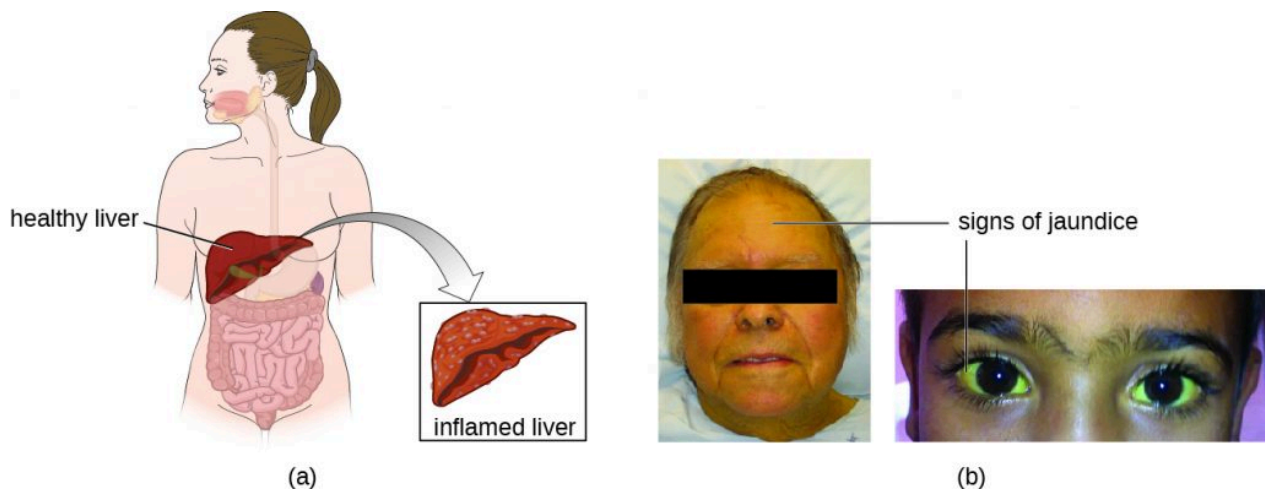 healthy liver
inflamed liver
(a)
signs of jaundice
(b)